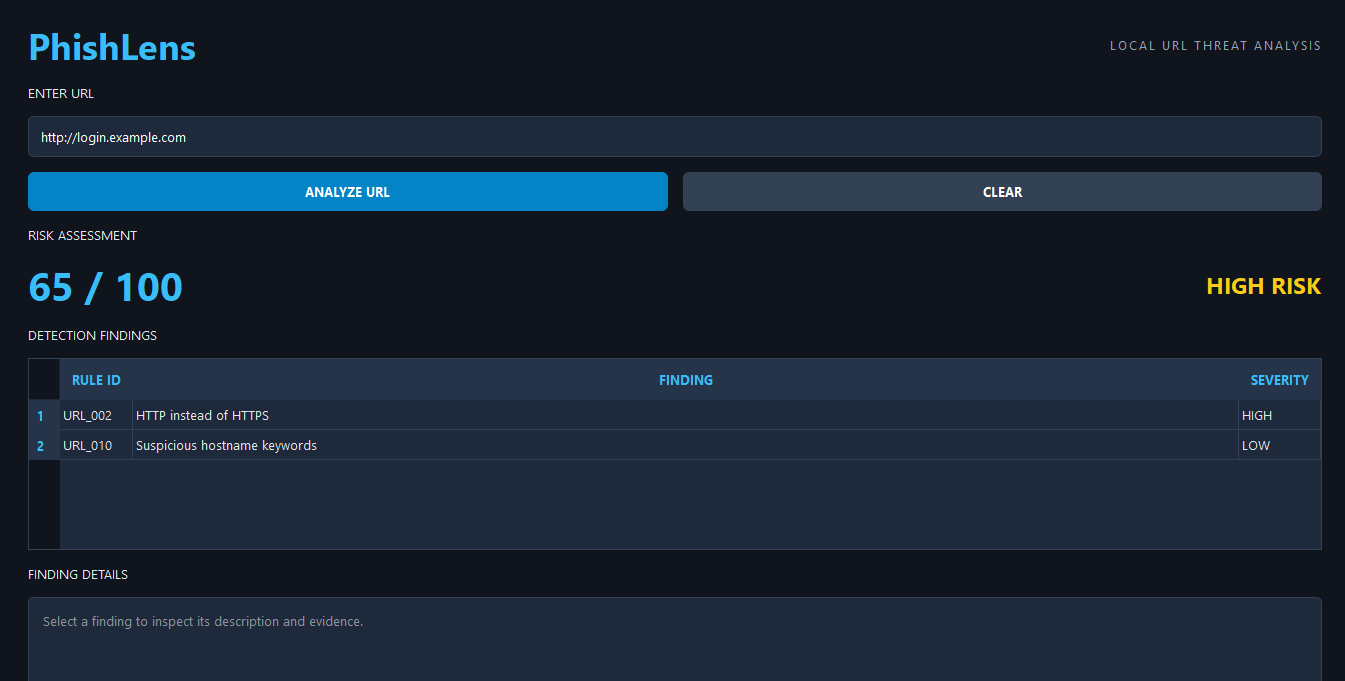 PhishLens
LOCAL URL THREAT ANALYSIS
ENTER URL
http://login.example.com
ANALYZE URL
CLEAR
RISK ASSESSMENT
65 / 100
HIGH RISK
DETECTION FINDINGS
RULE ID FINDING SEVERITY
1 URL_002 HTTP instead of HTTPS HIGH
2 URL_010 Suspicious hostname keywords LOW
FINDING DETAILS
Select a finding to inspect its description and evidence.